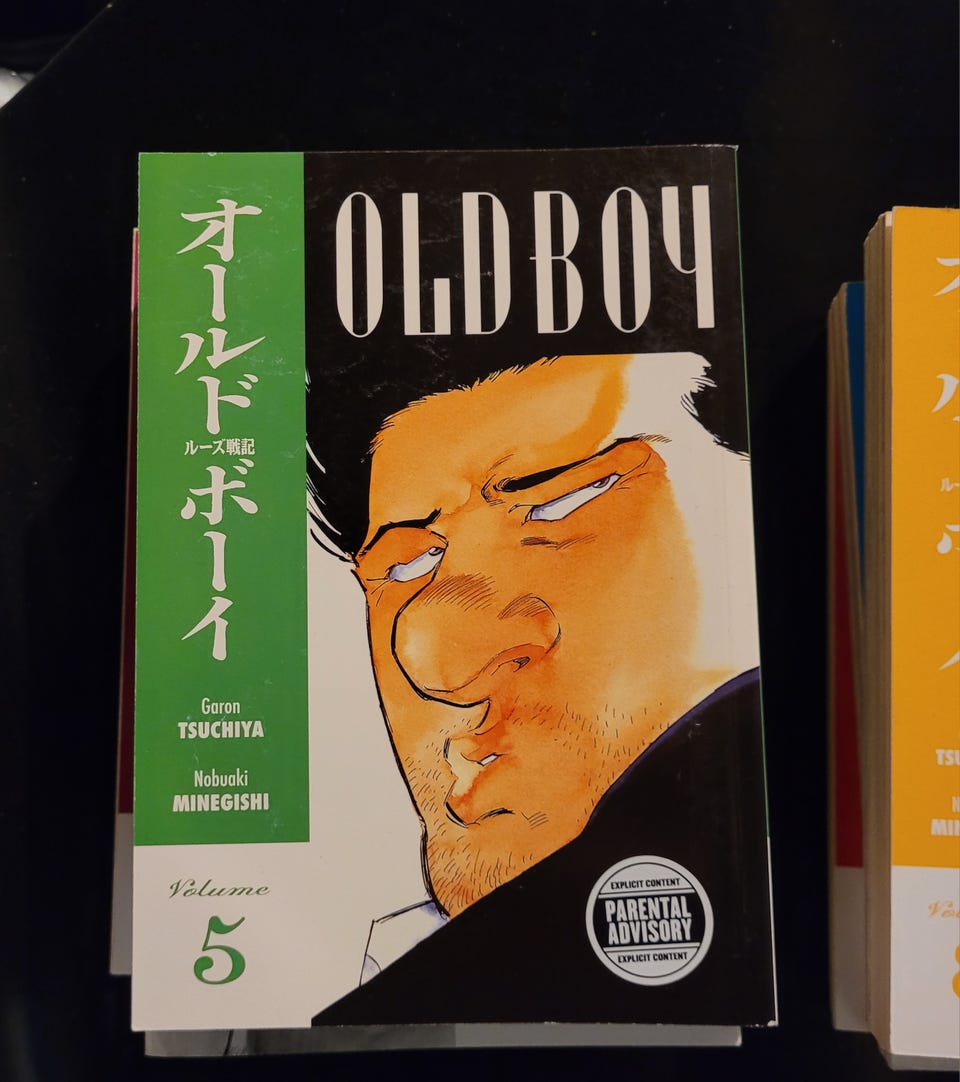 オールド
ルーズ戦記
ボーイ
OLDBOY
Garon
TSUCHIYA
Nobuaki
MINEGISHI
Volume
5
EXPLICIT CONTENT
PARENTAL
ADVISORY
EXPLICIT CONTENT